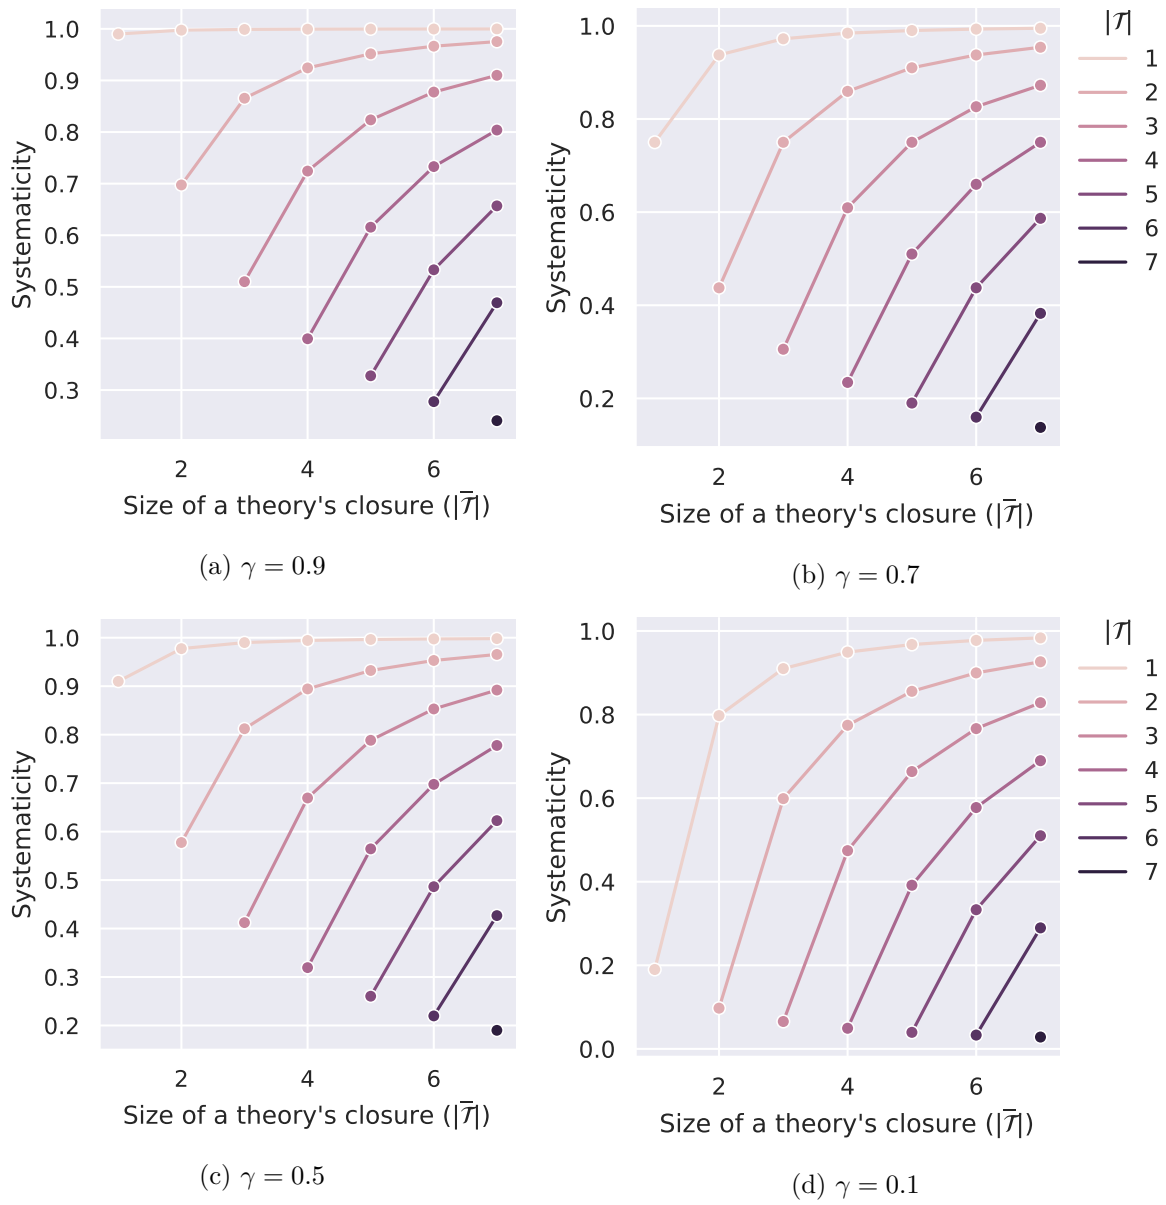 1.0
0.9
0.8
0.7
0.6
0.5
0.4
0.3
Systematicity
2 4 6
Size of a theory's closure (|𝒯̅|)
(a) γ = 0.9
1.0
0.8
0.6
0.4
0.2
Systematicity
2 4 6
Size of a theory's closure (|𝒯̅|)
(b) γ = 0.7
|𝒯|
1
2
3
4
5
6
7
1.0
0.9
0.8
0.7
0.6
0.5
0.4
0.3
0.2
Systematicity
2 4 6
Size of a theory's closure (|𝒯̅|)
(c) γ = 0.5
1.0
0.8
0.6
0.4
0.2
0.0
Systematicity
2 4 6
Size of a theory's closure (|𝒯̅|)
(d) γ = 0.1
|𝒯|
1
2
3
4
5
6
7